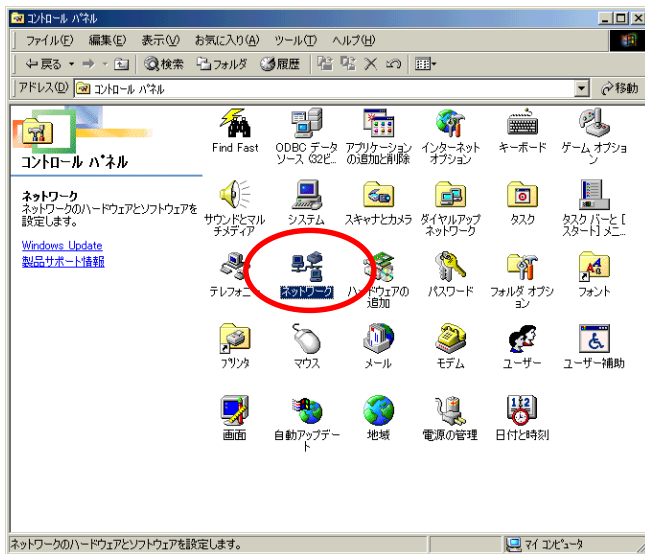 コントロール パネル
ファイル(F) 編集(E) 表示(V) お気に入り(A) ツール(T) ヘルプ(H)
戻る 検索 フォルダ 履歴
アドレス(D) コントロール パネル 移動
コントロール パネル
ネットワーク
ネットワークのハードウェアとソフトウェアを
設定します。
Windows Update
製品サポート情報
Find Fast
ODBC データ
ソース (32ビ...
アプリケーション
の追加と削除
インターネット
オプション
キーボード
ゲーム オプショ
ン
サウンドとマル
チメディア
システム
スキャナとカメラ
ダイヤルアップ
ネットワーク
タスク
タスク バーと [
スタート] メニ...
テレフォニー
ネットワーク
ハードウェアの
追加
パスワード
フォルダ オプシ
ョン
フォント
プリンタ
マウス
メール
モデム
ユーザー
ユーザー補助
画面
自動アップデー
ト
地域
電源の管理
日付と時刻
ネットワークのハードウェアとソフトウェアを設定します。 マイ コンピュータ